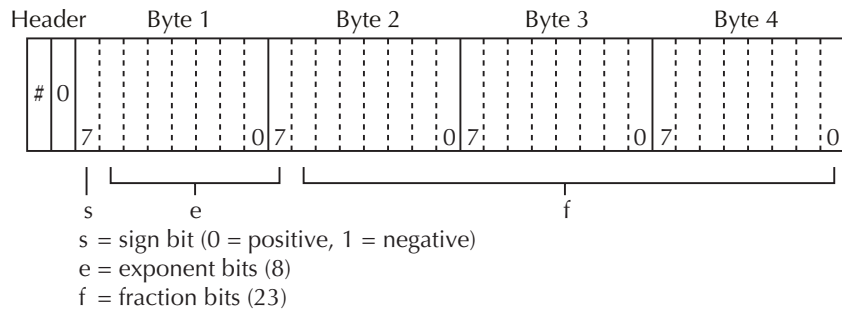 Header Byte 1 Byte 2 Byte 3 Byte 4
# 0
7 0 7 0 7 0 7 0
s e f
s = sign bit (0 = positive, 1 = negative)
e = exponent bits (8)
f = fraction bits (23)